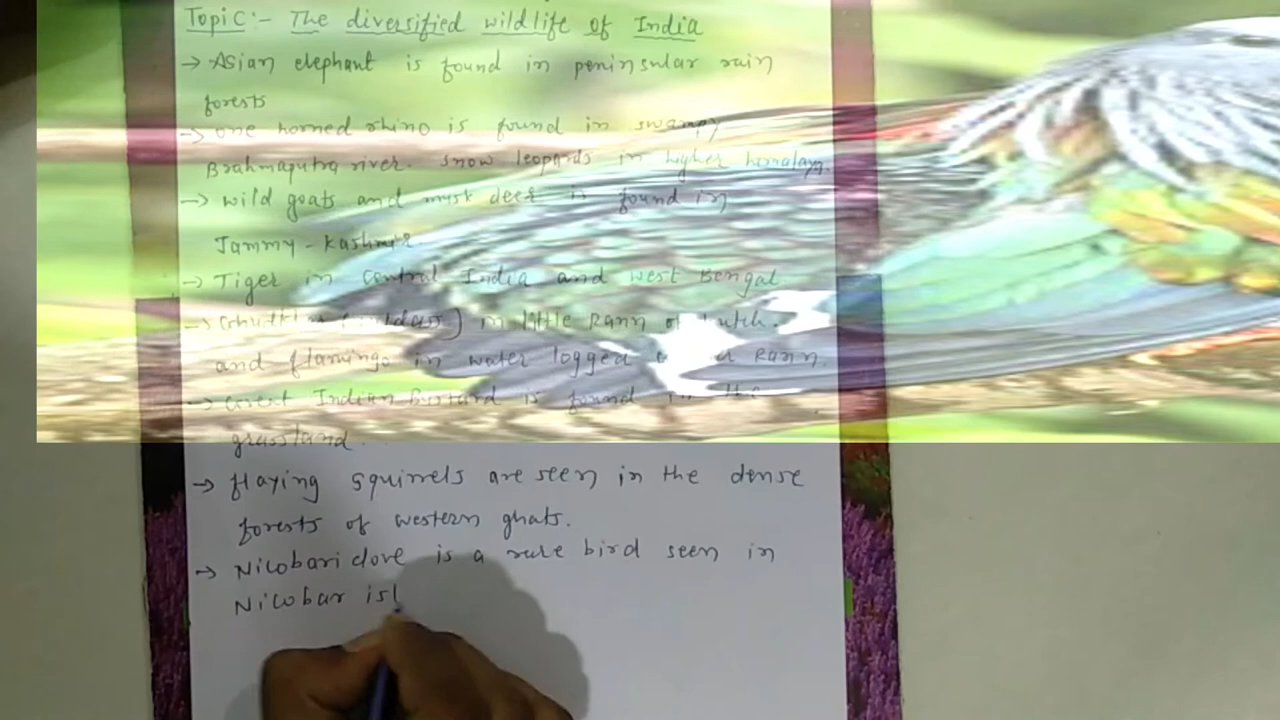 Topic:- The diversified wildlife of India
→ Asian elephant is found in peninsular rain
forests
→ one horned rhino is found in swampy
Brahmaputra river. snow leopards in higher himalaya.
→ wild goats and musk deer is found in
Jammy-Kashmir.
→ Tiger in central India and west Bengal
→ in little Rann of kutch.
and flamingo in water logged Rann.
→ Great Indian Bustard is found in the
grassland.
→ flaying squirrels are seen in the dense
forests of western ghats.
→ Nicobari dove is a rare bird seen in
Nicobar isl